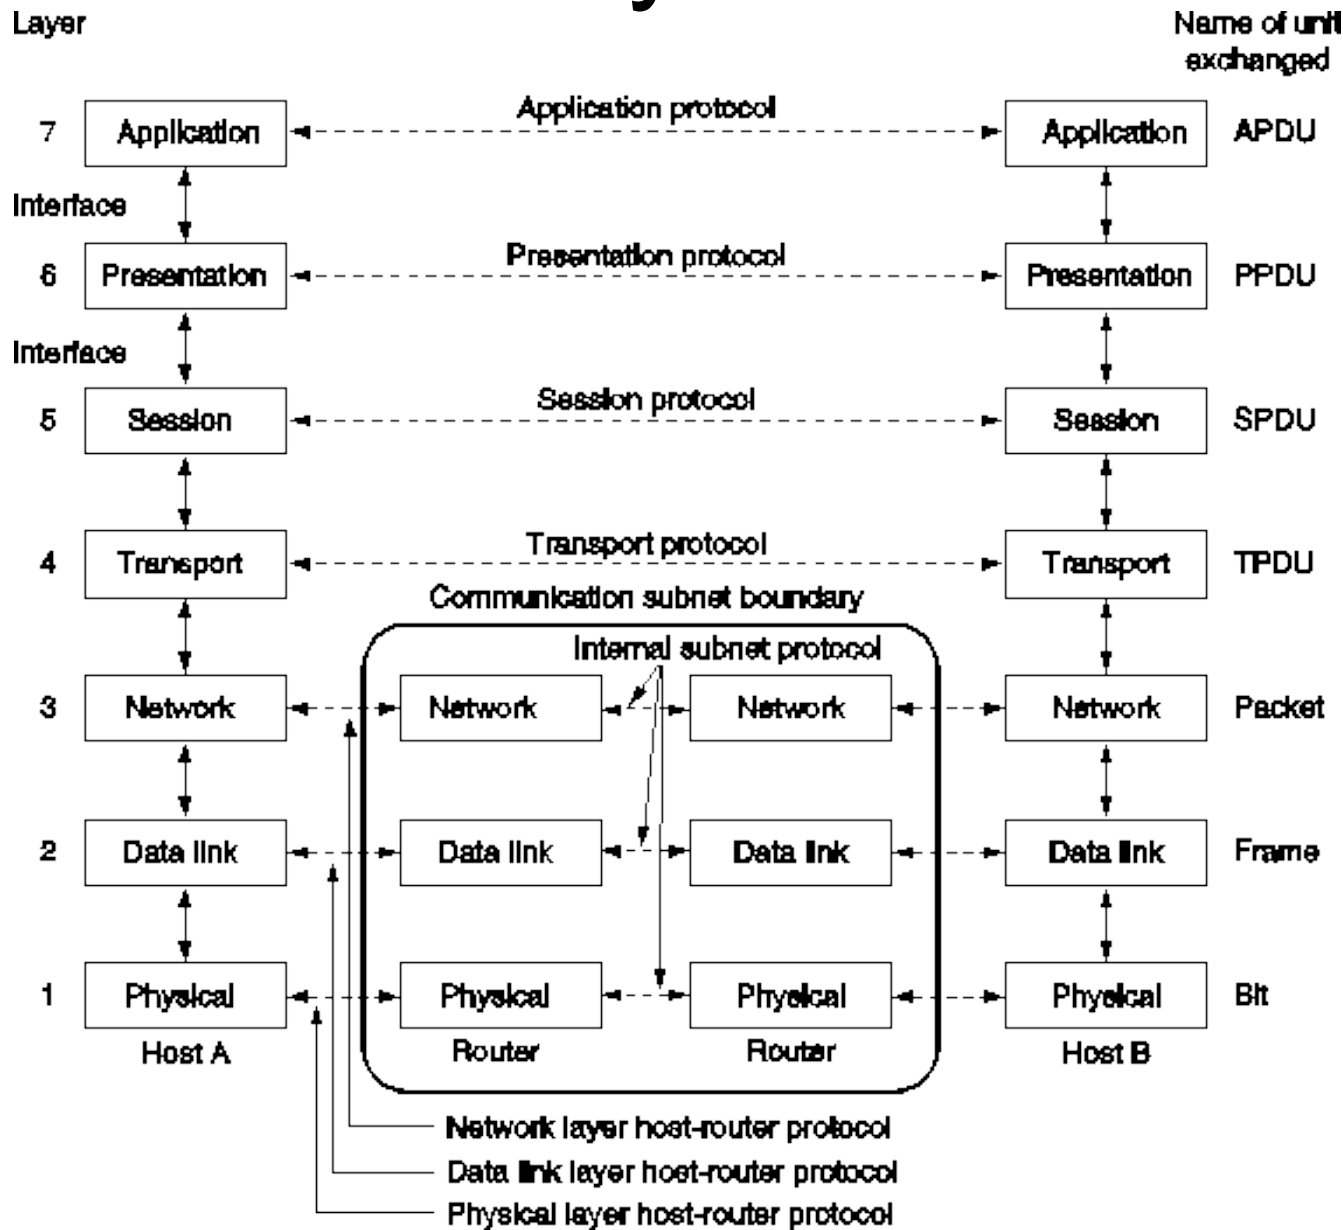 Layer
Name of unit
exchanged
Application protocol
7 Application Application APDU
Interface
Presentation protocol
6 Presentation Presentation PPDU
Interface
Session protocol
5 Session Session SPDU
Transport protocol
4 Transport Transport TPDU
Communication subnet boundary
Internal subnet protocol
3 Network Network Network Network Packet
2 Data link Data link Data link Data link Frame
1 Physical Physical Physical Physical Bit
Host A Router Router Host B
Network layer host-router protocol
Data link layer host-router protocol
Physical layer host-router protocol